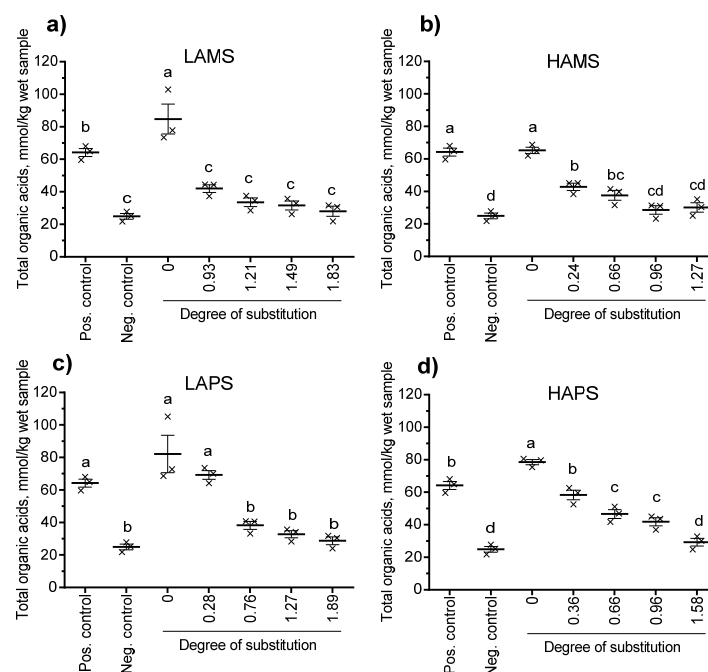 a)
LAMS
Total organic acids, mmol/kg wet sample
120
100
80
60
40
20
0
b
c
a
c
c
c
c
Pos. control
Neg. control
0
0.93
1.21
1.49
1.83
Degree of substitution
b)
HAMS
Total organic acids, mmol/kg wet sample
120
100
80
60
40
20
0
a
d
a
b
bc
cd
cd
Pos. control
Neg. control
0
0.24
0.66
0.96
1.27
Degree of substitution
c)
LAPS
Total organic acids, mmol/kg wet sample
120
100
80
60
40
20
0
a
b
a
a
b
b
b
Pos. control
Neg. control
0
0.28
0.76
1.27
1.89
Degree of substitution
d)
HAPS
Total organic acids, mmol/kg wet sample
120
100
80
60
40
20
0
b
d
a
b
c
c
d
Pos. control
Neg. control
0
0.36
0.66
0.96
1.58
Degree of substitution